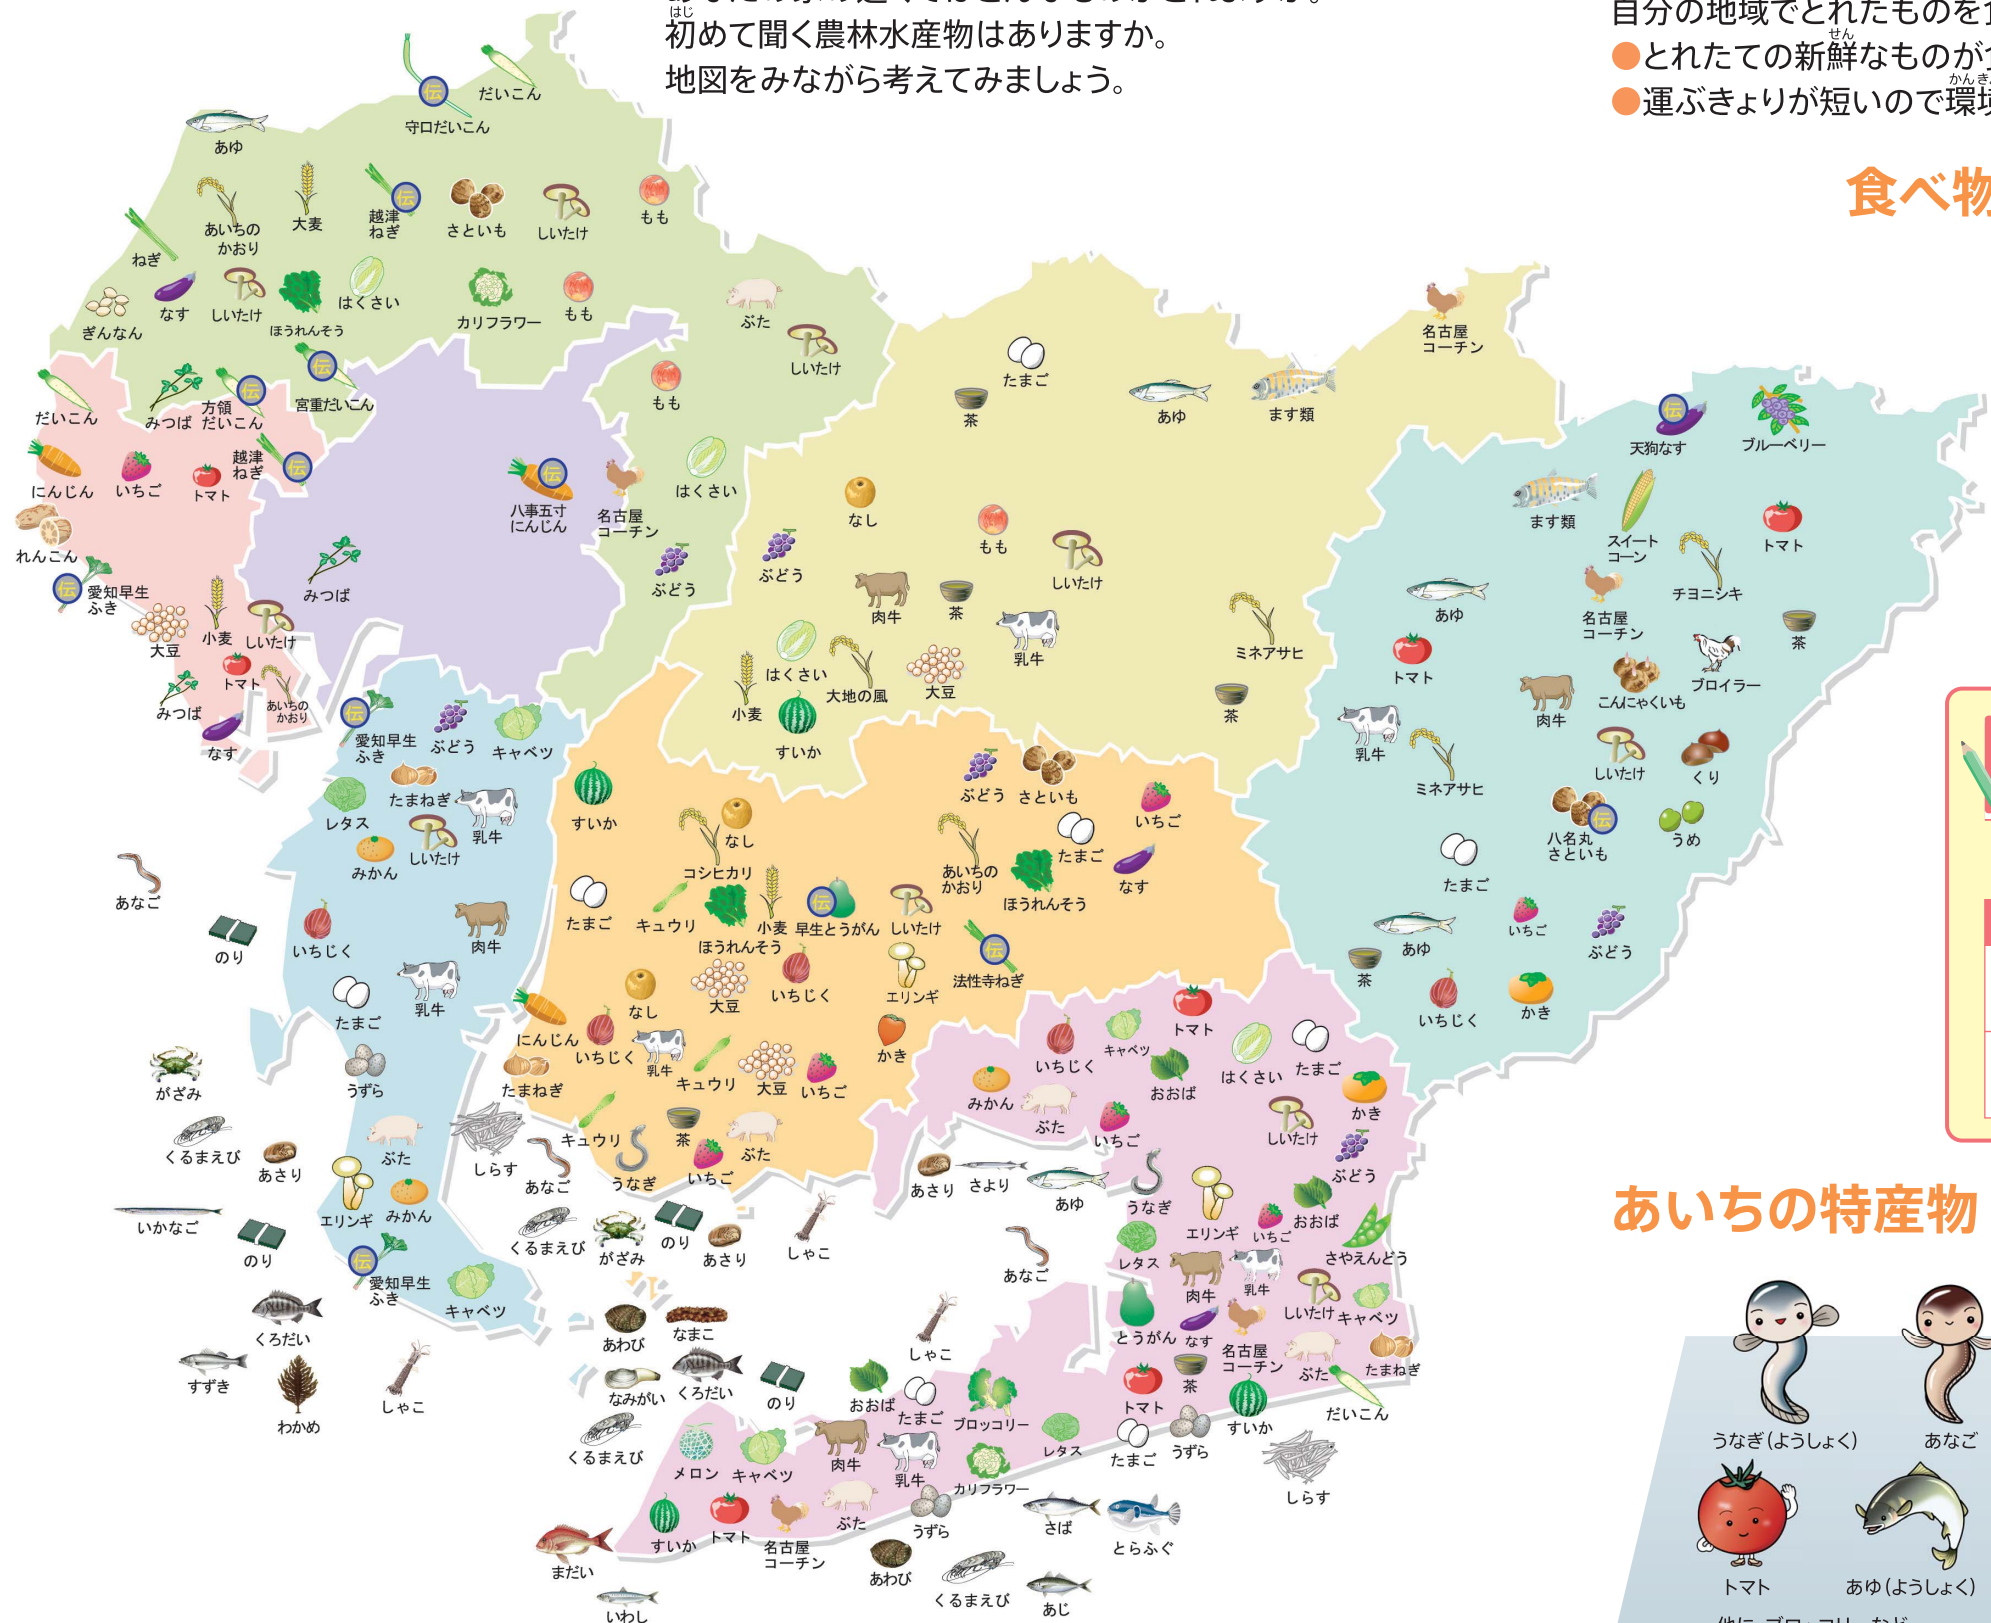 初めて聞く農林水産物はありますか。
地図をみながら考えてみましょう。
自分の地域でとれたものを
●とれたての新鮮なものが
●運ぶきょりが短いので環境
食べ物
だいこん
伝
守口だいこん
あゆ
あいちの
かおり
大麦
伝
越津
ねぎ
さといも
しいたけ
もも
ねぎ
ぎんなん
なす
しいたけ
ほうれんそう
はくさい
カリフラワー
もも
ぶた
しいたけ
だいこん
みつば
伝
方領
だいこん
伝
宮重だいこん
もも
にんじん
いちご
トマト
越津
ねぎ
伝
伝
八事五寸
にんじん
名古屋
コーチン
はくさい
れんこん
伝
愛知早生
ふき
大豆
小麦
しいたけ
みつば
ぶどう
トマト
みつば
あいちの
かおり
なす
たまご
茶
あゆ
ます類
名古屋
コーチン
なし
もも
しいたけ
ぶどう
肉牛
茶
乳牛
ミネアサヒ
はくさい
小麦
大地の風
大豆
すいか
茶
伝
天狗なす
ブルーベリー
ます類
スイート
コーン
トマト
チヨニシキ
あゆ
名古屋
コーチン
茶
トマト
ブロイラー
こんにゃくいも
肉牛
乳牛
ミネアサヒ
しいたけ
くり
伝
八名丸
さといも
うめ
たまご
あゆ
いちご
ぶどう
茶
いちじく
かき
伝
愛知早生
ふき
ぶどう
キャベツ
レタス
たまねぎ
乳牛
みかん
しいたけ
あなご
のり
いちじく
肉牛
たまご
乳牛
がざみ
うずら
くるまえび
あさり
ぶた
しらす
いかなご
のり
エリンギ
みかん
伝
愛知早生
ふき
キャベツ
くろだい
すずき
わかめ
しゃこ
すいか
なし
コシヒカリ
ぶどう
さといも
いちご
たまご
あいちの
かおり
ほうれんそう
なす
たまご
キュウリ
ほうれんそう
小麦
伝
早生とうがん
しいたけ
伝
法性寺ねぎ
なし
大豆
いちじく
エリンギ
にんじん
いちじく
乳牛
キュウリ
大豆
いちご
かき
たまねぎ
キュウリ
茶
ぶた
あなご
うなぎ
いちご
くるまえび
がざみ
のり
あさり
しゃこ
あわび
なまこ
なみがい
くろだい
のり
くるまえび
いちじく
キャベツ
トマト
はくさい
たまご
みかん
ぶた
おおば
かき
いちご
しいたけ
ぶどう
あさり
さより
あゆ
うなぎ
エリンギ
いちご
おおば
さやえんどう
あなご
レタス
肉牛
乳牛
しいたけ
キャベツ
とうがん
なす
名古屋
コーチン
ぶた
たまねぎ
しゃこ
茶
トマト
すいか
だいこん
おおば
たまご
ブロッコリー
レタス
たまご
うずら
しらす
メロン
キャベツ
肉牛
乳牛
カリフラワー
すいか
トマト
名古屋
コーチン
ぶた
うずら
さば
とらふぐ
まだい
いわし
あわび
くるまえび
あじ
あいちの特産物
うなぎ(ようしょく)
あなご
トマト
あゆ(ようしょく)